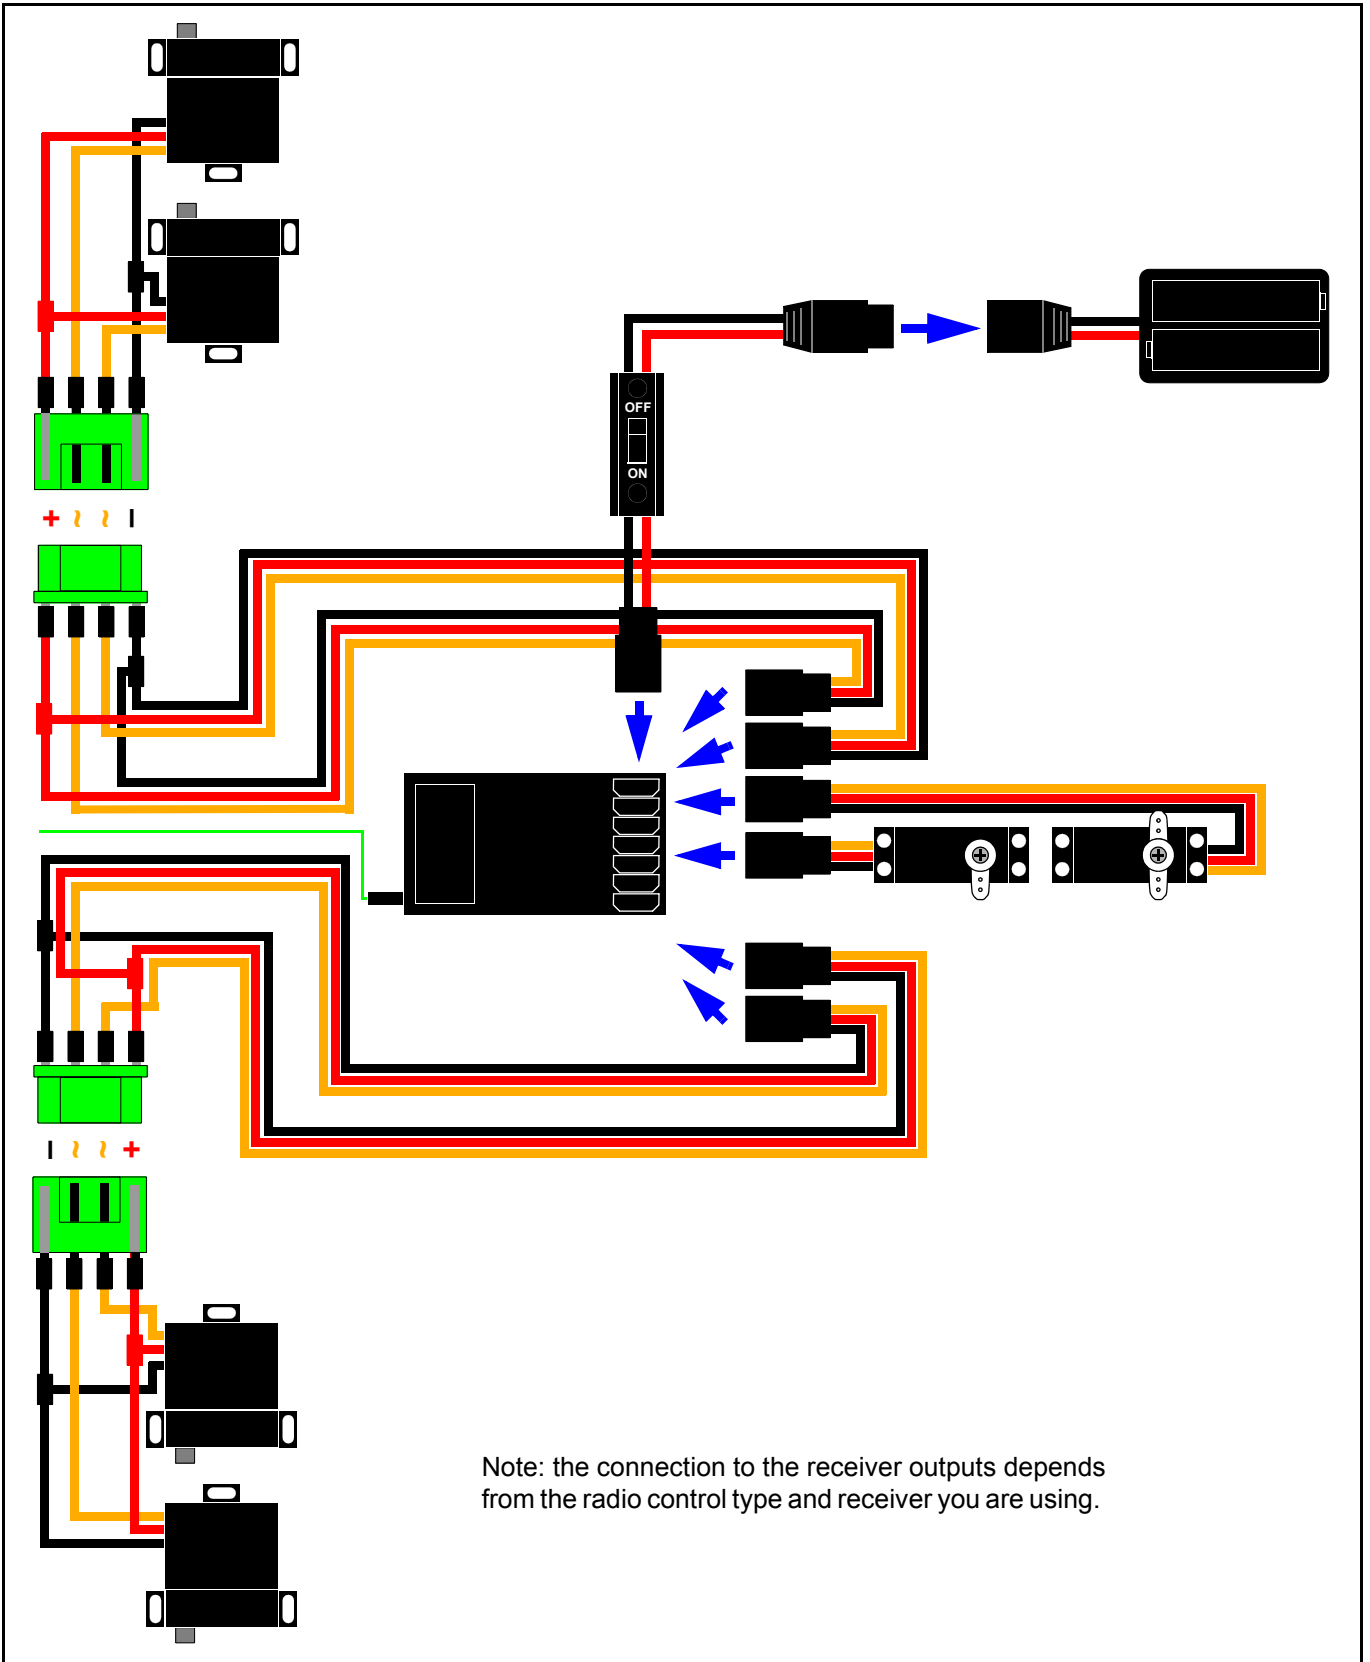 OFF
ON
+ ~ ~ –
– ~ ~ +
Note: the connection to the receiver outputs depends
from the radio control type and receiver you are using.